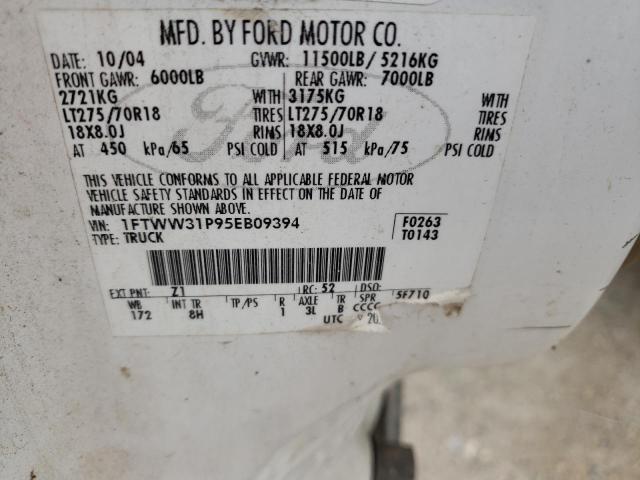 MFD. BY FORD MOTOR CO.
DATE: 10/04 GVWR: 11500LB/ 5216KG
FRONT GAWR: 6000LB REAR GAWR: 7000LB
2721KG WITH 3175KG WITH
LT275/70R18 TIRES LT275/70R18 TIRES
18X8.0J RIMS 18X8.0J RIMS
AT 450 kPa/65 PSI COLD AT 515 kPa/75 PSI COLD
Ford
THIS VEHICLE CONFORMS TO ALL APPLICABLE FEDERAL MOTOR
VEHICLE SAFETY STANDARDS IN EFFECT ON THE DATE OF
MANUFACTURE SHOWN ABOVE.
VIN: 1FTWW31P95EB09394 F0263
TYPE: TRUCK T0143
EXT PNT: Z1 RC: 52 DSO:
WB INT TR TP/PS R AXLE TR SPR 5F710
172 8H 1 3L B CCCC
UTC